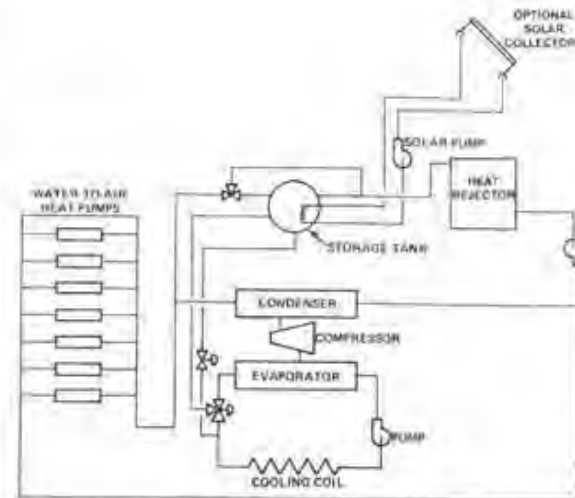 OPTIONAL
SOLAR
COLLECTOR
SOLAR PUMP
WATER TO AIR
HEAT PUMPS
HEAT
REJECTOR
STORAGE TANK
CONDENSER
COMPRESSOR
EVAPORATOR
PUMP
COOLING COIL